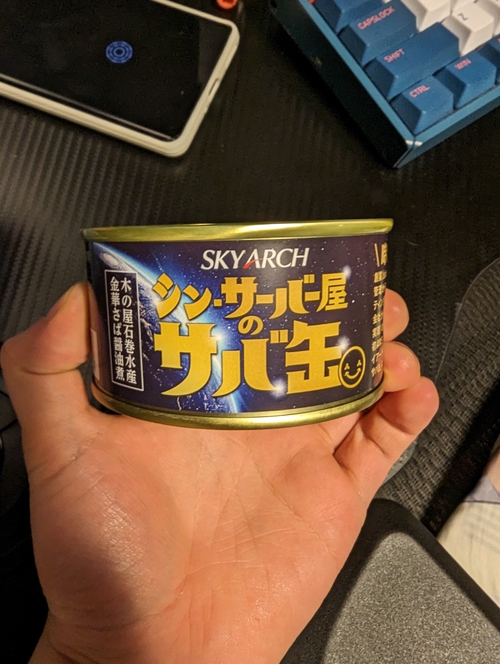 CAPSLOCK
Z
SHIFT
WIN
CTRL
SKYARCH
シン・サーバー屋
の
サバ缶
木の屋石巻水産
金華さば醤油煮